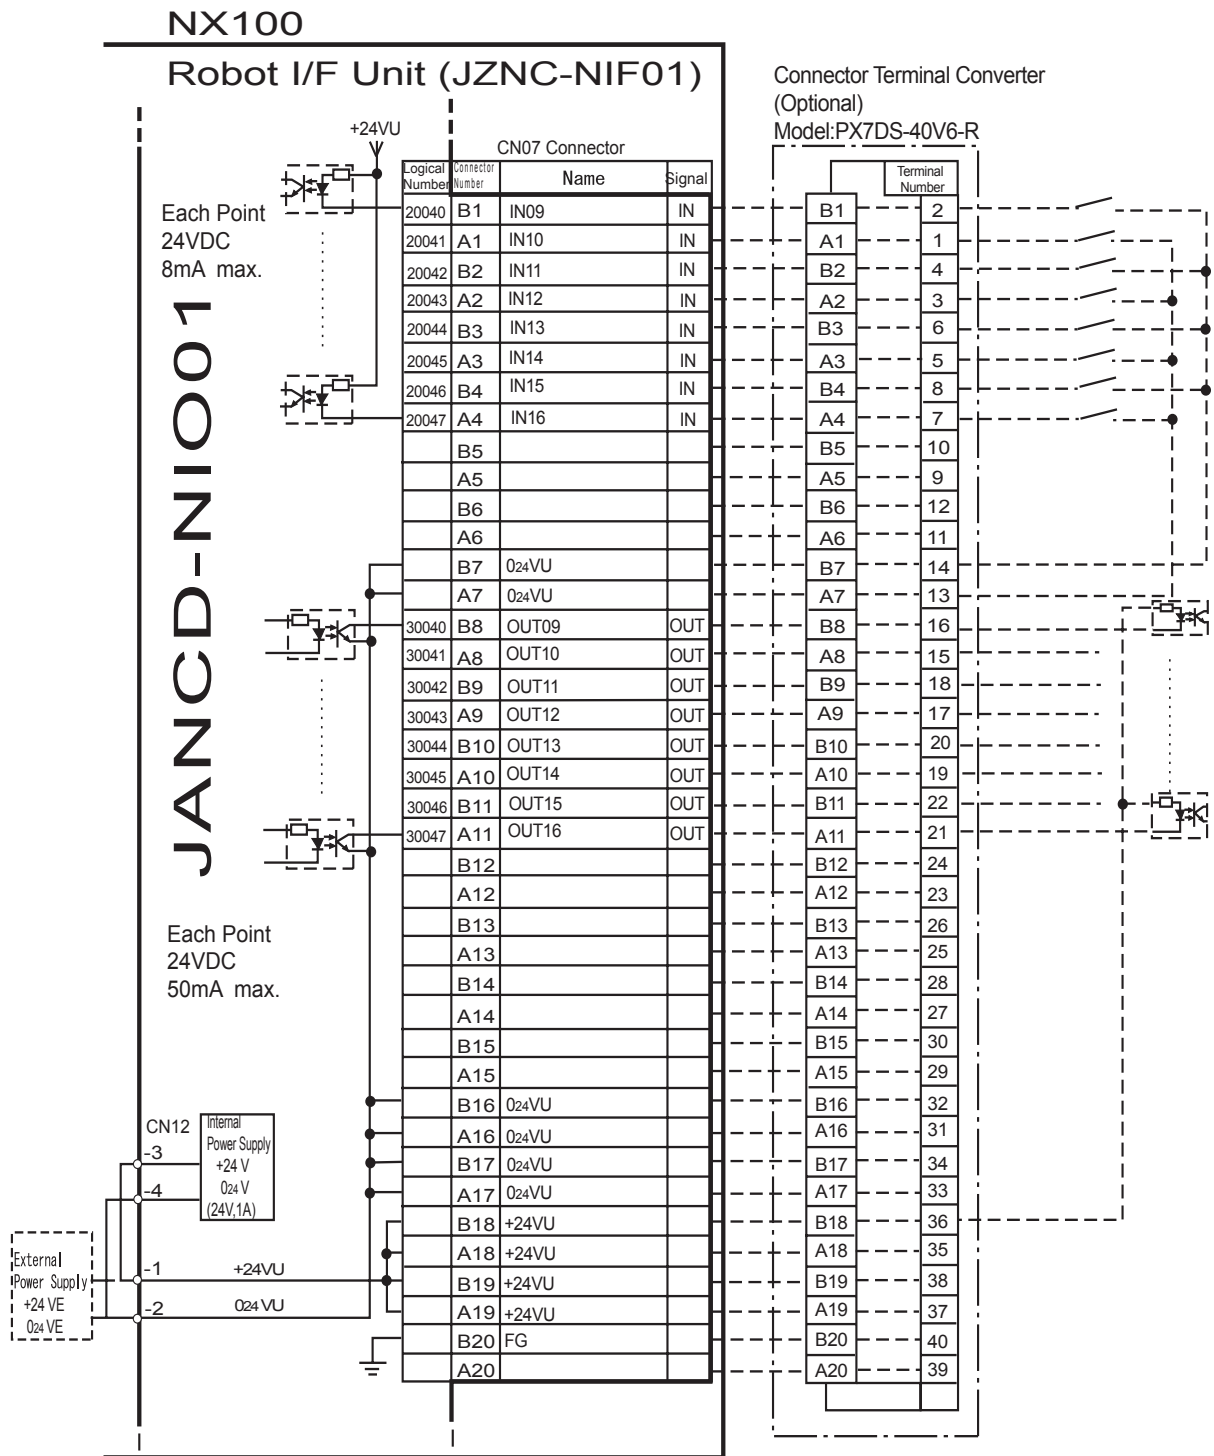 NX100
Robot I/F Unit (JZNC-NIF01)
Connector Terminal Converter
(Optional)
Model:PX7DS-40V6-R
+24VU
CN07 Connector
Logical Number Connector Number Name Signal
Terminal Number
Each Point
24VDC
8mA max.
JANCD-NIO01
20040 B1 IN09 IN B1 2
20041 A1 IN10 IN A1 1
20042 B2 IN11 IN B2 4
20043 A2 IN12 IN A2 3
20044 B3 IN13 IN B3 6
20045 A3 IN14 IN A3 5
20046 B4 IN15 IN B4 8
20047 A4 IN16 IN A4 7
B5 B5 10
A5 A5 9
B6 B6 12
A6 A6 11
B7 024VU B7 14
A7 024VU A7 13
30040 B8 OUT09 OUT B8 16
30041 A8 OUT10 OUT A8 15
30042 B9 OUT11 OUT B9 18
30043 A9 OUT12 OUT A9 17
30044 B10 OUT13 OUT B10 20
30045 A10 OUT14 OUT A10 19
30046 B11 OUT15 OUT B11 22
30047 A11 OUT16 OUT A11 21
B12 B12 24
A12 A12 23
B13 B13 26
A13 A13 25
B14 B14 28
A14 A14 27
B15 B15 30
A15 A15 29
B16 024VU B16 32
A16 024VU A16 31
B17 024VU B17 34
A17 024VU A17 33
B18 +24VU B18 36
A18 +24VU A18 35
B19 +24VU B19 38
A19 +24VU A19 37
B20 FG B20 40
A20 A20 39
Each Point
24VDC
50mA max.
CN12
-3
-4
Internal
Power Supply
+24 V
024 V
(24V,1A)
External
Power Supply
+24 VE
024 VE
-1 +24VU
-2 024 VU